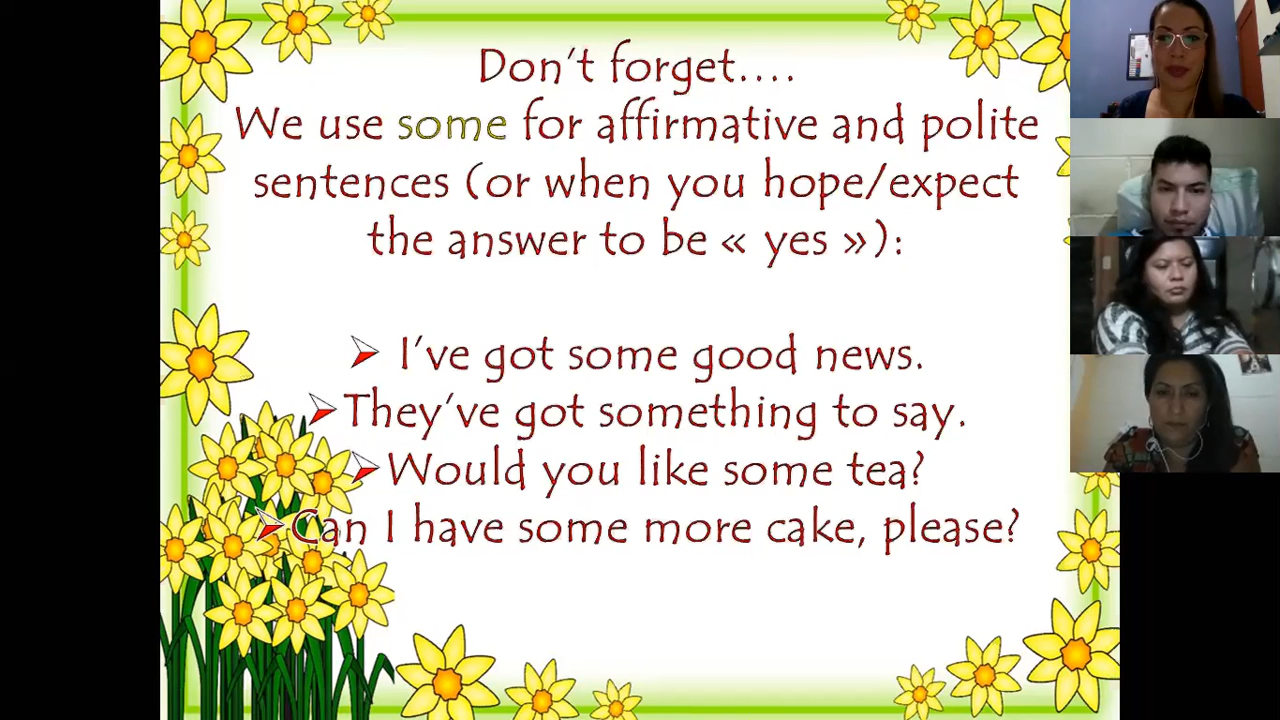 Don't forget....
We use some for affirmative and polite
sentences (or when you hope/expect
the answer to be « yes »):
I've got some good news.
They've got something to say.
Would you like some tea?
Can I have some more cake, please?